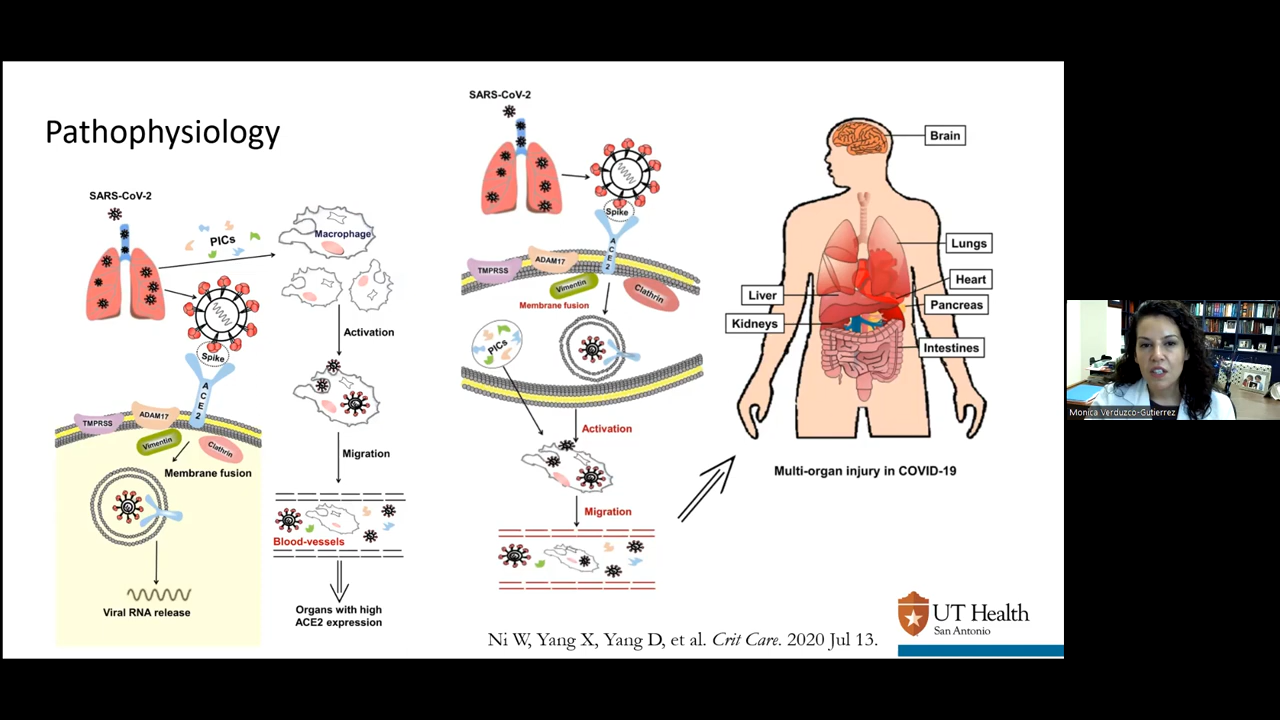 Pathophysiology
SARS-CoV-2
PICs
Macrophage
Spike
ACE2
Activation
TMPRSS
ADAM17
Vimentin
Clathrin
Membrane fusion
Migration
Blood-vessels
Viral RNA release
Organs with high
ACE2 expression
SARS-CoV-2
Spike
ACE2
TMPRSS
ADAM17
Vimentin
Clathrin
Membrane fusion
PICs
Activation
Migration
Brain
Lungs
Heart
Liver
Pancreas
Kidneys
Intestines
Multi-organ injury in COVID-19
Ni W, Yang X, Yang D, et al. Crit Care. 2020 Jul 13.
UT Health
San Antonio
Monica Verduzco-Gutierrez